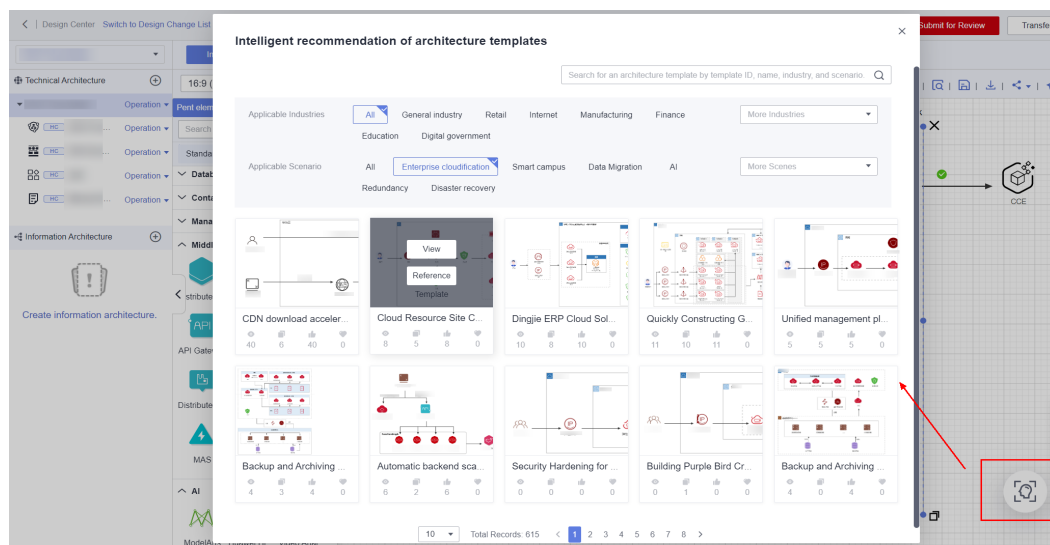 Design Center Switch to Design Change List
Submit for Review
Transfe
Intelligent recommendation of architecture templates
Search for an architecture template by template ID, name, industry, and scenario.
Technical Architecture
16:9 (
Operation
Pent elem
Applicable Industries
All
General industry
Retail
Internet
Manufacturing
Finance
More Industries
Education
Digital government
HC ... Operation
Search
HC ... Operation
Standa
Applicable Scenario
All
Enterprise cloudification
Smart campus
Data Migration
AI
More Scenes
Redundancy
Disaster recovery
HC Operation
Datab
HC ... Operation
Conta
CCE
Mana
Information Architecture
Middl
View
Reference
Template
stribute
Create information architecture.
API
API Gate
CDN download acceler...
Cloud Resource Site C...
Dingjie ERP Cloud Sol...
Quickly Constructing G...
Unified management pl...
40 6 40 0
8 5 8 0
10 8 10 0
11 10 11 0
5 5 5 0
Distribute
MAS
API
IP
IP
Backup and Archiving ...
Automatic backend sca...
Security Hardening for ...
Building Purple Bird Cr...
Backup and Archiving ...
4 3 4 0
6 2 6 0
0 0 0 0
0 1 0 0
4 0 4 0
AI
10 Total Records: 615 < 1 2 3 4 5 6 7 8 >